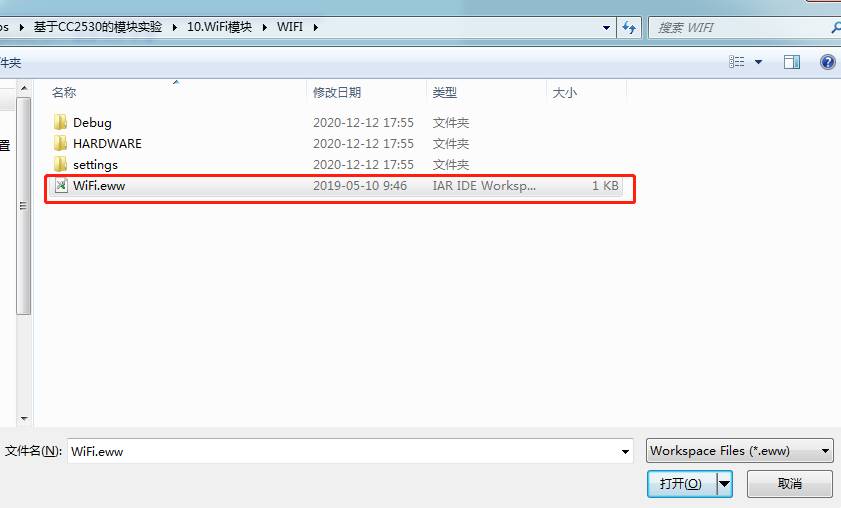 os ▸ 基于CC2530的模块实验 ▸ 10.WiFi模块 ▸ WIFI ▸ 搜索 WIFI
件夹
名称 修改日期 类型 大小
Debug 2020-12-12 17:55 文件夹
置
HARDWARE 2020-12-12 17:55 文件夹
settings 2020-12-12 17:55 文件夹
WiFi.eww 2019-05-10 9:46 IAR IDE Worksp... 1 KB
文件名(N): WiFi.eww Workspace Files (*.eww)
打开(O) 取消